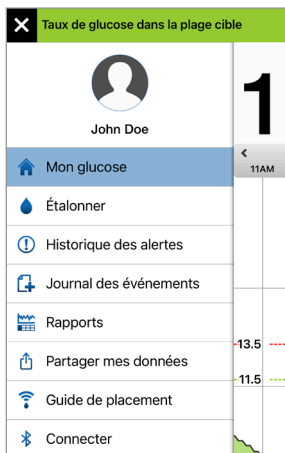 Taux de glucose dans la plage cible
John Doe
1
11AM
Mon glucose
Étalonner
Historique des alertes
Journal des événements
Rapports
13.5
Partager mes données
11.5
Guide de placement
Connecter